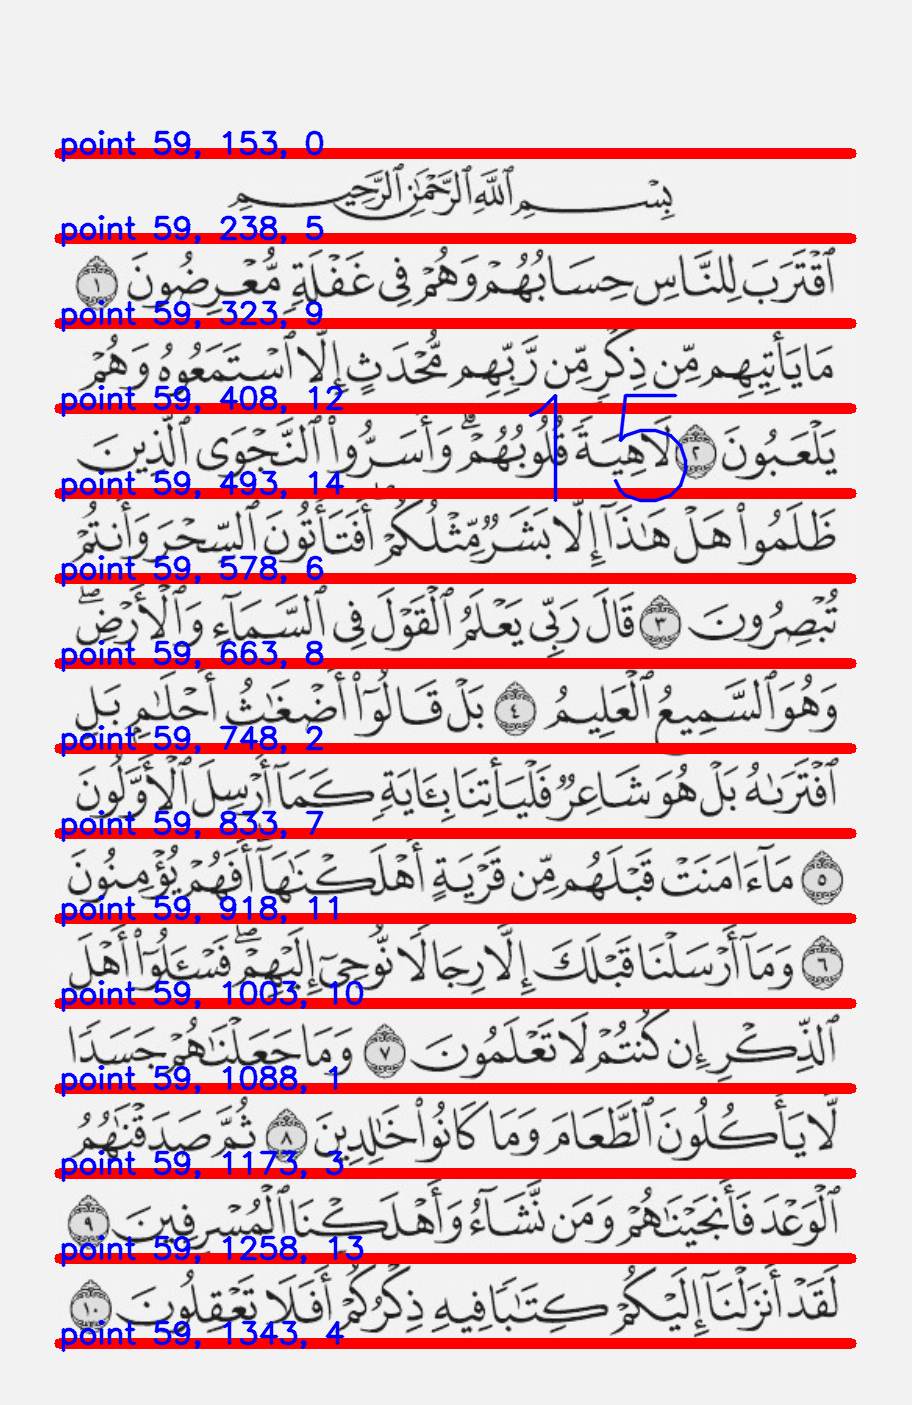 point 59, 153, 0
بِسْمِ ٱللَّهِ ٱلرَّحْمَٰنِ ٱلرَّحِيمِ
point 59, 238, 5
ٱقْتَرَبَ لِلنَّاسِ حِسَابُهُمْ وَهُمْ فِى غَفْلَةٍ مُّعْرِضُونَ ١
point 59, 323, 9
مَا يَأْتِيهِم مِّن ذِكْرٍ مِّن رَّبِّهِم مُّحْدَثٍ إِلَّا ٱسْتَمَعُوهُ وَهُمْ
point 59, 408, 12
يَلْعَبُونَ ٢ لَاهِيَةً قُلُوبُهُمْ ۗ وَأَسَرُّوا۟ ٱلنَّجْوَى ٱلَّذِينَ
15
point 59, 493, 14
ظَلَمُوا۟ هَلْ هَٰذَآ إِلَّا بَشَرٌ مِّثْلُكُمْ ۖ أَفَتَأْتُونَ ٱلسِّحْرَ وَأَنتُمْ
point 59, 578, 6
تُبْصِرُونَ ٣ قَالَ رَبِّى يَعْلَمُ ٱلْقَوْلَ فِى ٱلسَّمَآءِ وَٱلْأَرْضِ ۖ
point 59, 663, 8
وَهُوَ ٱلسَّمِيعُ ٱلْعَلِيمُ ٤ بَلْ قَالُوٓا۟ أَضْغَٰثُ أَحْلَٰمٍۭ بَلِ
point 59, 748, 2
ٱفْتَرَىٰهُ بَلْ هُوَ شَاعِرٌ فَلْيَأْتِنَا بِـَٔايَةٍ كَمَآ أُرْسِلَ ٱلْأَوَّلُونَ
point 59, 833, 7
٥ مَآ ءَامَنَتْ قَبْلَهُم مِّن قَرْيَةٍ أَهْلَكْنَٰهَآ أَفَهُمْ يُؤْمِنُونَ
point 59, 918, 11
٦ وَمَآ أَرْسَلْنَا قَبْلَكَ إِلَّا رِجَالًا نُّوحِىٓ إِلَيْهِمْ ۖ فَسْـَٔلُوٓا۟ أَهْلَ
point 59, 1003, 10
ٱلذِّكْرِ إِن كُنتُمْ لَا تَعْلَمُونَ ٧ وَمَا جَعَلْنَٰهُمْ جَسَدًا
point 59, 1088, 1
لَّا يَأْكُلُونَ ٱلطَّعَامَ وَمَا كَانُوا۟ خَٰلِدِينَ ٨ ثُمَّ صَدَقْنَٰهُمُ
point 59, 1173, 3
ٱلْوَعْدَ فَأَنجَيْنَٰهُمْ وَمَن نَّشَآءُ وَأَهْلَكْنَا ٱلْمُسْرِفِينَ ٩
point 59, 1258, 13
لَقَدْ أَنزَلْنَآ إِلَيْكُمْ كِتَٰبًا فِيهِ ذِكْرُكُمْ أَفَلَا تَعْقِلُونَ ١٠
point 59, 1343, 4